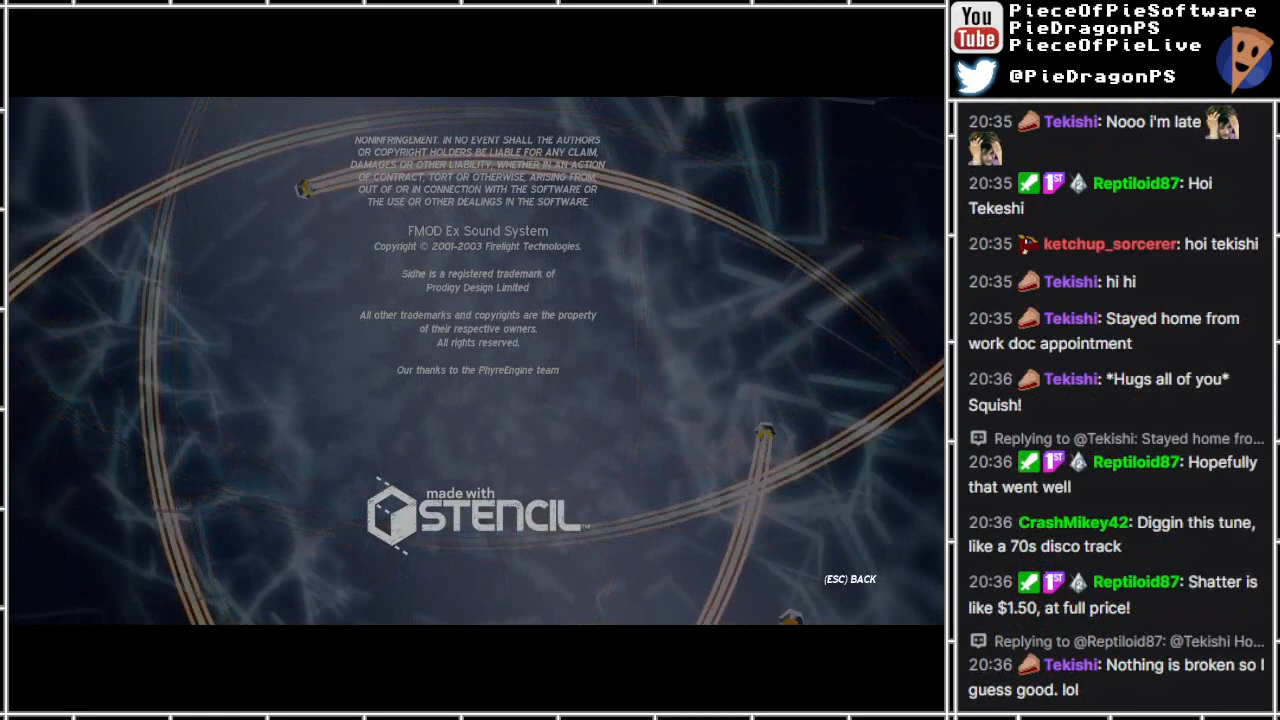 NONINFRINGEMENT. IN NO EVENT SHALL THE AUTHORS
OR COPYRIGHT HOLDERS BE LIABLE FOR ANY CLAIM,
DAMAGES OR OTHER LIABILITY, WHETHER IN AN ACTION
OF CONTRACT, TORT OR OTHERWISE, ARISING FROM,
OUT OF OR IN CONNECTION WITH THE SOFTWARE OR
THE USE OR OTHER DEALINGS IN THE SOFTWARE.
FMOD Ex Sound System
Copyright © 2001-2003 Firelight Technologies.
Sidhe is a registered trademark of
Prodigy Design Limited
All other trademarks and copyrights are the property
of their respective owners.
All rights reserved.
Our thanks to the PhyreEngine team
made with
STENCIL™
(ESC) BACK
You
Tube
PieceOfPieSoftware
PieDragonPS
PieceOfPieLive
@PieDragonPS
20:35 Tekishi: Nooo i'm late
20:35 1ST 2 Reptiloid87: Hoi
Tekeshi
20:35 ketchup_sorcerer: hoi tekishi
20:35 Tekishi: hi hi
20:35 Tekishi: Stayed home from
work doc appointment
20:36 Tekishi: *Hugs all of you*
Squish!
Replying to @Tekishi: Stayed home fro...
20:36 1ST 2 Reptiloid87: Hopefully
that went well
20:36 CrashMikey42: Diggin this tune,
like a 70s disco track
20:36 1ST 2 Reptiloid87: Shatter is
like $1.50, at full price!
Replying to @Reptiloid87: @Tekishi Ho...
20:36 Tekishi: Nothing is broken so I
guess good. lol